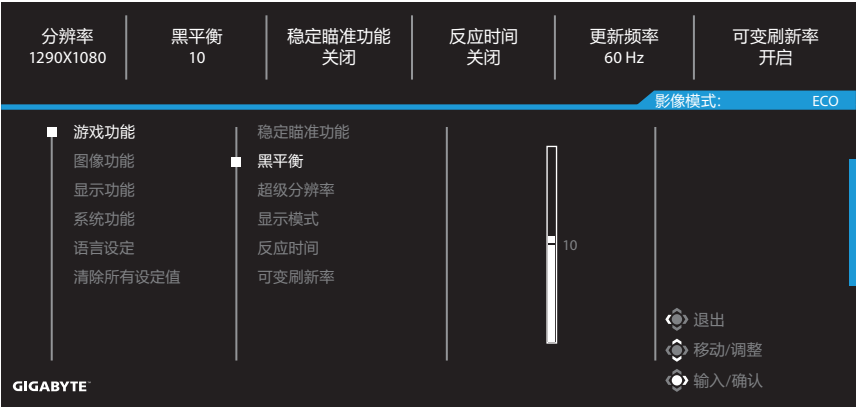 分辨率 黑平衡 稳定瞄准功能 反应时间 更新频率 可变刷新率
1290X1080 10 关闭 关闭 60 Hz 开启
影像模式: ECO
游戏功能 稳定瞄准功能
图像功能 黑平衡
显示功能 超级分辨率
系统功能 显示模式
语言设定 反应时间 10
清除所有设定值 可变刷新率
退出
移动/调整
GIGABYTE™ 输入/确认